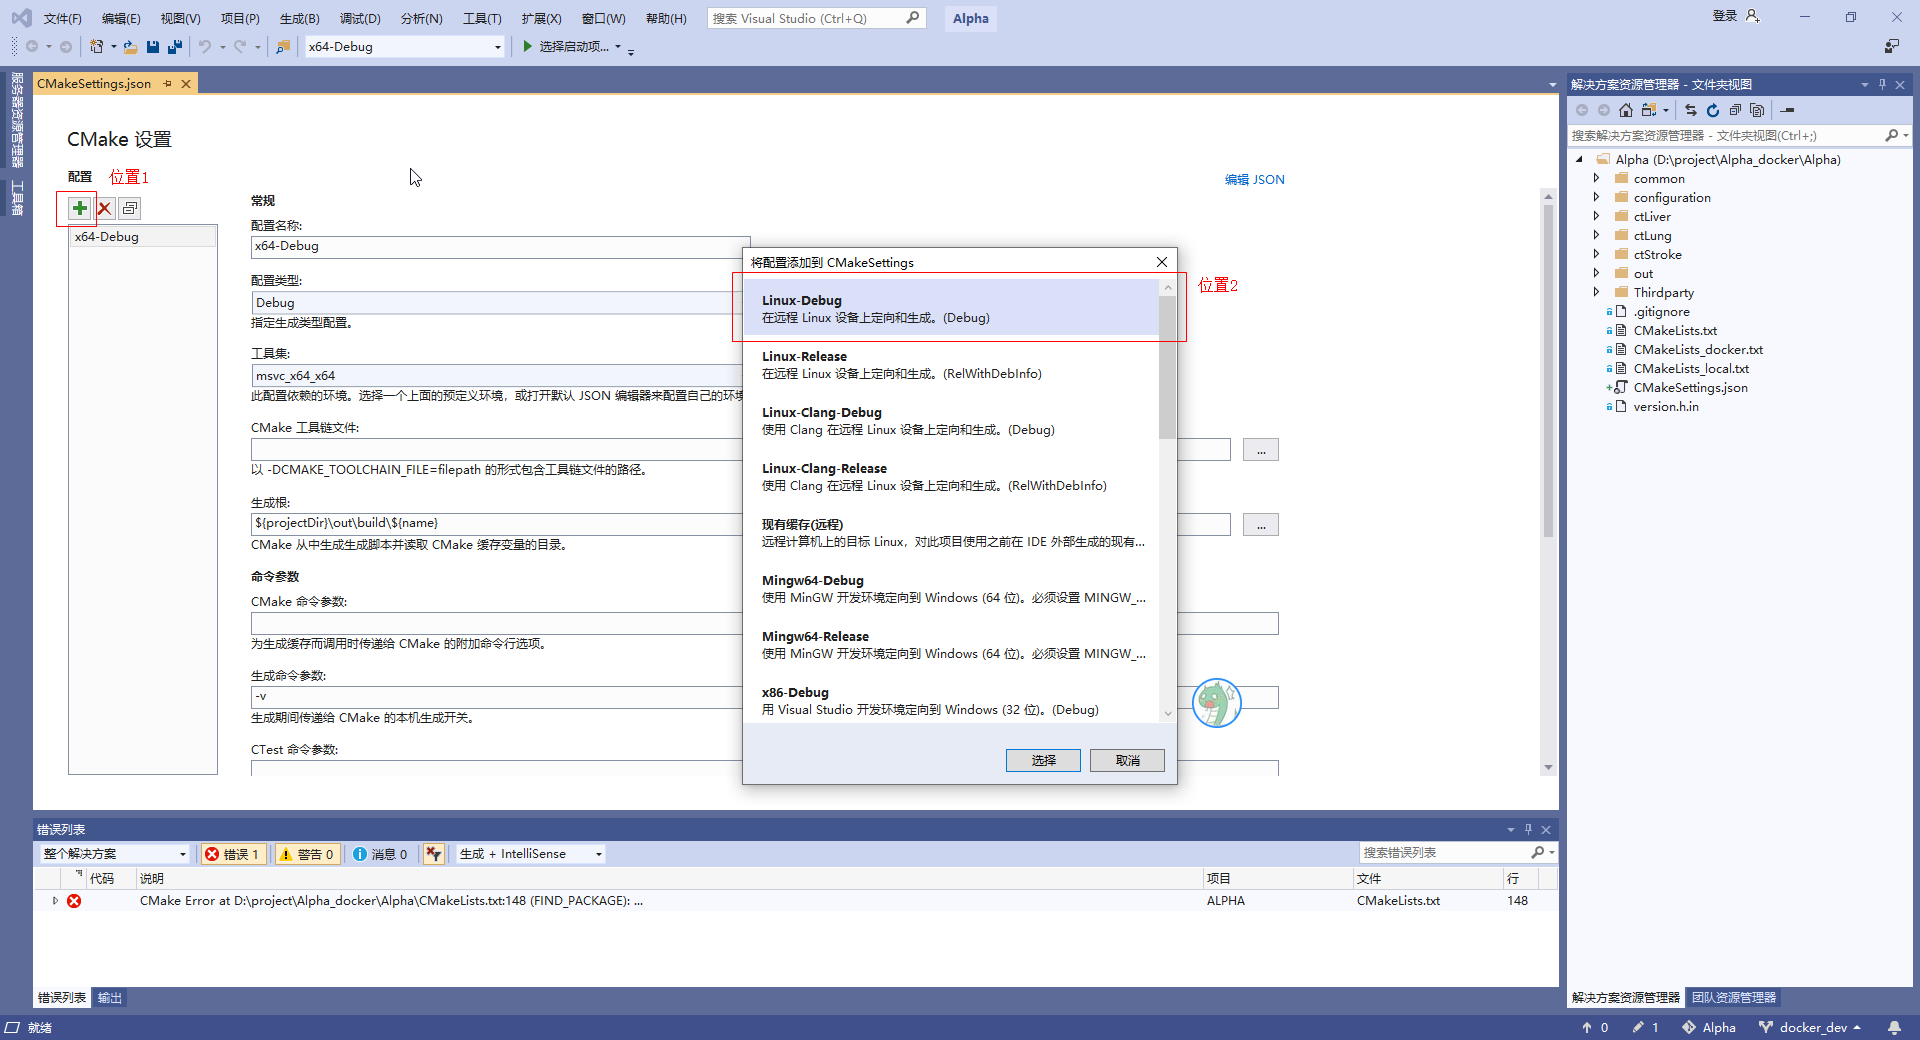 文件(F) 编辑(E) 视图(V) 项目(P) 生成(B) 调试(D) 分析(N) 工具(T) 扩展(X) 窗口(W) 帮助(H) 搜索 Visual Studio (Ctrl+Q) Alpha 登录
x64-Debug 选择启动项...
服务器资源管理器
工具箱
CMakeSettings.json
CMake 设置
配置 位置1
编辑 JSON
x64-Debug
常规
配置名称:
x64-Debug
配置类型:
Debug
指定生成类型配置。
工具集:
msvc_x64_x64
此配置依赖的环境。选择一个上面的预定义环境，或打开默认 JSON 编辑器来配置自己的环境
CMake 工具链文件:
...
以 -DCMAKE_TOOLCHAIN_FILE=filepath 的形式包含工具链文件的路径。
生成根:
${projectDir}\out\build\${name}
...
CMake 从中生成生成脚本并读取 CMake 缓存变量的目录。
命令参数
CMake 命令参数:
为生成缓存而调用时传递给 CMake 的附加命令行选项。
生成命令参数:
-v
生成期间传递给 CMake 的本机生成开关。
CTest 命令参数:
将配置添加到 CMakeSettings
位置2
Linux-Debug
在远程 Linux 设备上定向和生成。(Debug)
Linux-Release
在远程 Linux 设备上定向和生成。(RelWithDebInfo)
Linux-Clang-Debug
使用 Clang 在远程 Linux 设备上定向和生成。(Debug)
Linux-Clang-Release
使用 Clang 在远程 Linux 设备上定向和生成。(RelWithDebInfo)
现有缓存(远程)
远程计算机上的目标 Linux，对此项目使用之前在 IDE 外部生成的现有...
Mingw64-Debug
使用 MinGW 开发环境定向到 Windows (64 位)。必须设置 MINGW_...
Mingw64-Release
使用 MinGW 开发环境定向到 Windows (64 位)。必须设置 MINGW_...
x86-Debug
用 Visual Studio 开发环境定向到 Windows (32 位)。(Debug)
选择 取消
解决方案资源管理器 - 文件夹视图
搜索解决方案资源管理器 - 文件夹视图(Ctrl+;)
Alpha (D:\project\Alpha_docker\Alpha)
common
configuration
ctLiver
ctLung
ctStroke
out
Thirdparty
.gitignore
CMakeLists.txt
CMakeLists_docker.txt
CMakeLists_local.txt
CMakeSettings.json
version.h.in
错误列表
整个解决方案 错误 1 警告 0 消息 0 生成 + IntelliSense 搜索错误列表
代码 说明 项目 文件 行
CMake Error at D:\project\Alpha_docker\Alpha\CMakeLists.txt:148 (FIND_PACKAGE): ... ALPHA CMakeLists.txt 148
错误列表 输出
解决方案资源管理器 团队资源管理器
就绪 0 1 Alpha docker_dev